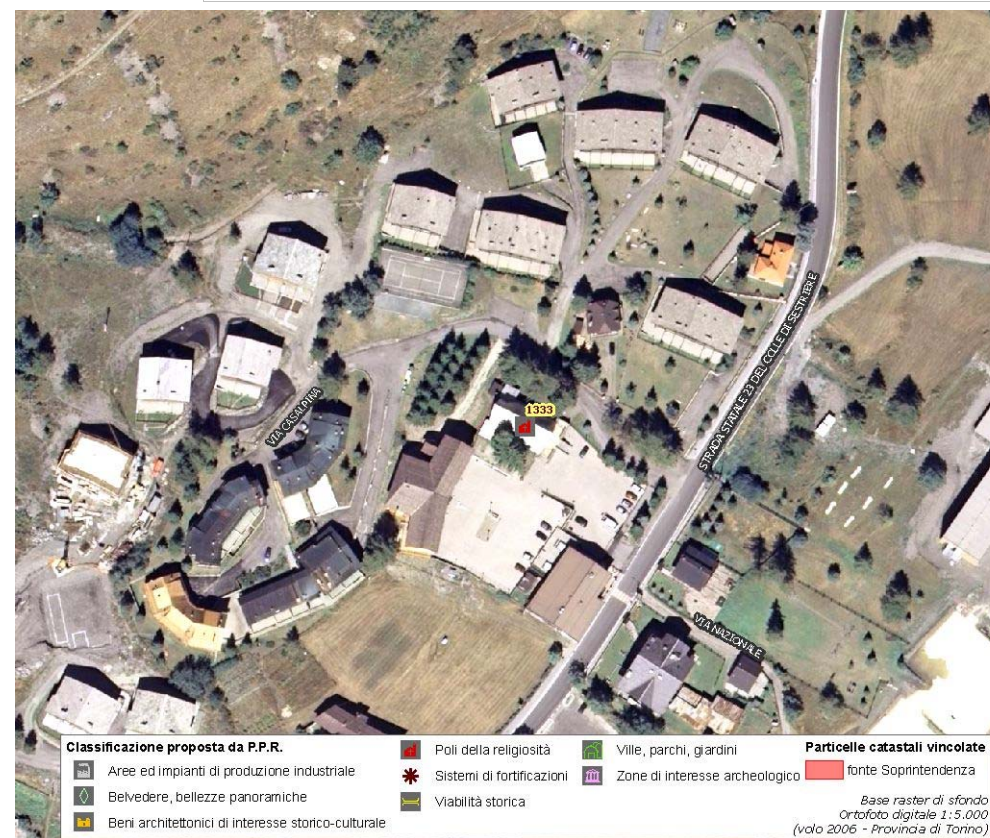 1333
VIA CASALDINA
STRADA STATALE 23 DEL COLLE DI SESTRIERE
VIA NAZIONALE
Classificazione proposta da P.P.R.
Aree ed impianti di produzione industriale
Belvedere, bellezze panoramiche
Beni architettonici di interesse storico-culturale
Poli della religiosità
Sistemi di fortificazioni
Viabilità storica
Ville, parchi, giardini
Zone di interesse archeologico
Particelle catastali vincolate
fonte Soprintendenza
Base raster di sfondo
Ortofoto digitale 1:5.000
(volo 2006 - Provincia di Torino)